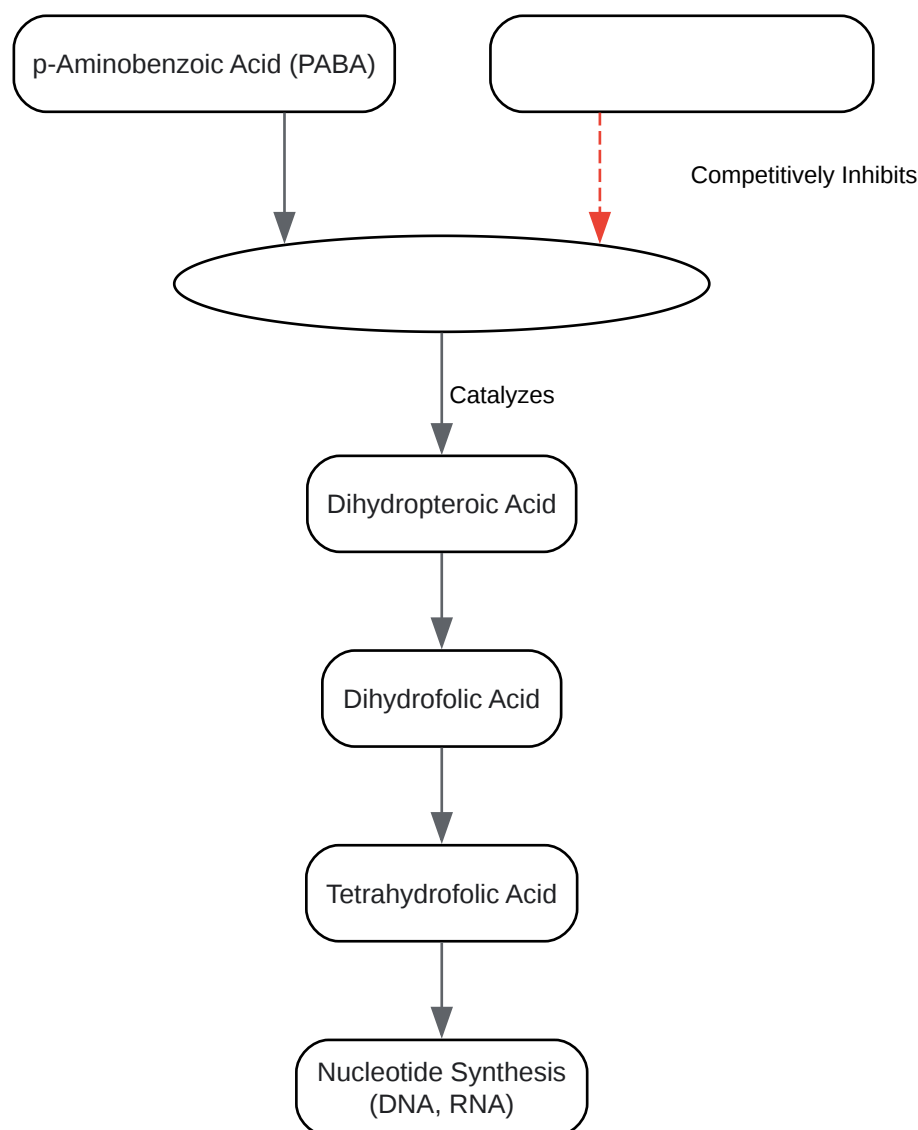 p-Aminobenzoic Acid (PABA)
Competitively Inhibits
Catalyzes
Dihydropteroic Acid
Dihydrofolic Acid
Tetrahydrofolic Acid
Nucleotide Synthesis
(DNA, RNA)